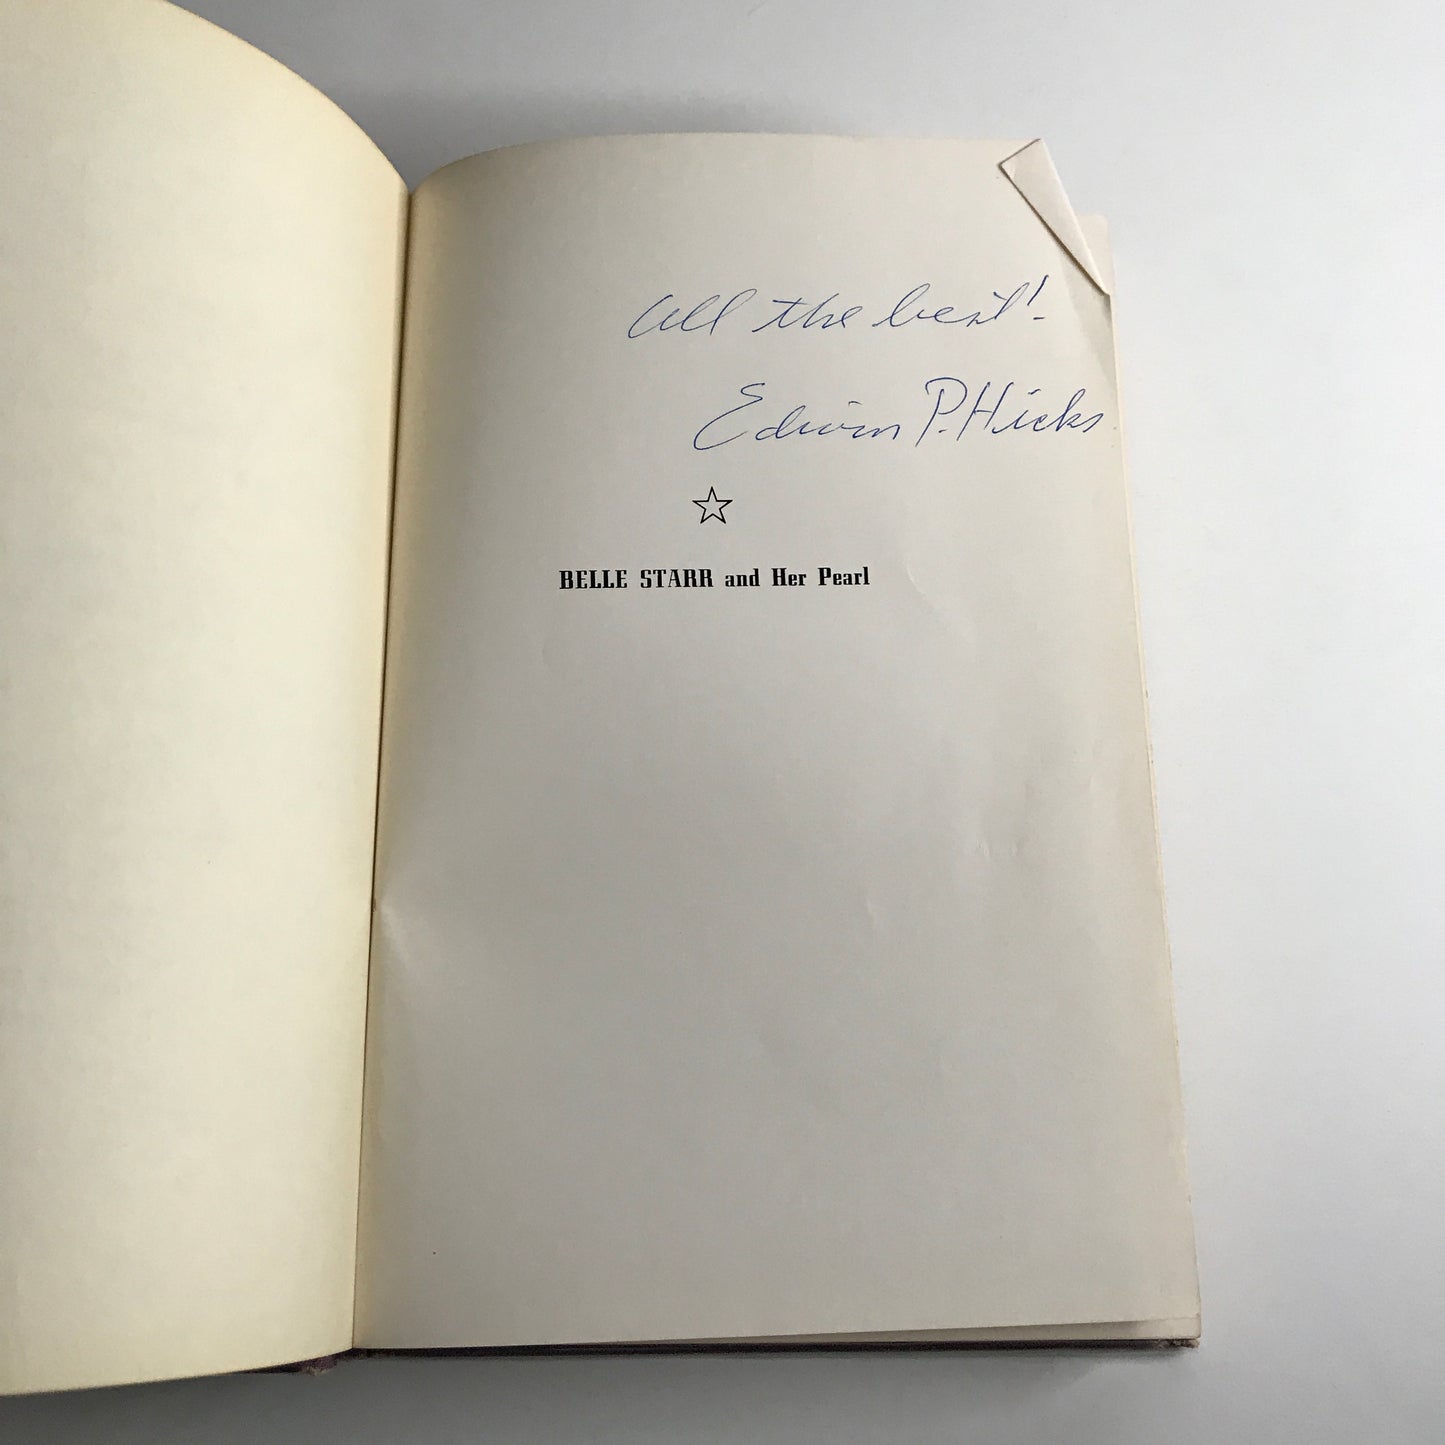 All the best!
Edwin P. Hicks
BELLE STARR and Her Pearl